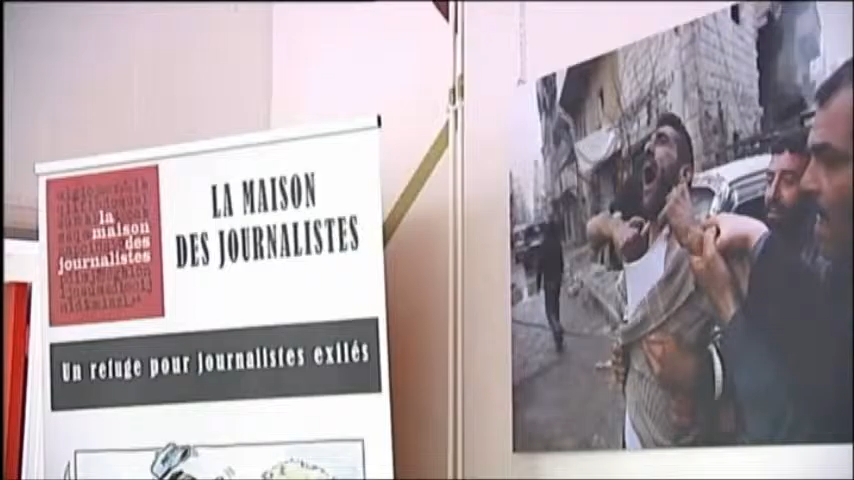 la
maison
des
journalistes
LA MAISON
DES JOURNALISTES
Un refuge pour journalistes exilés